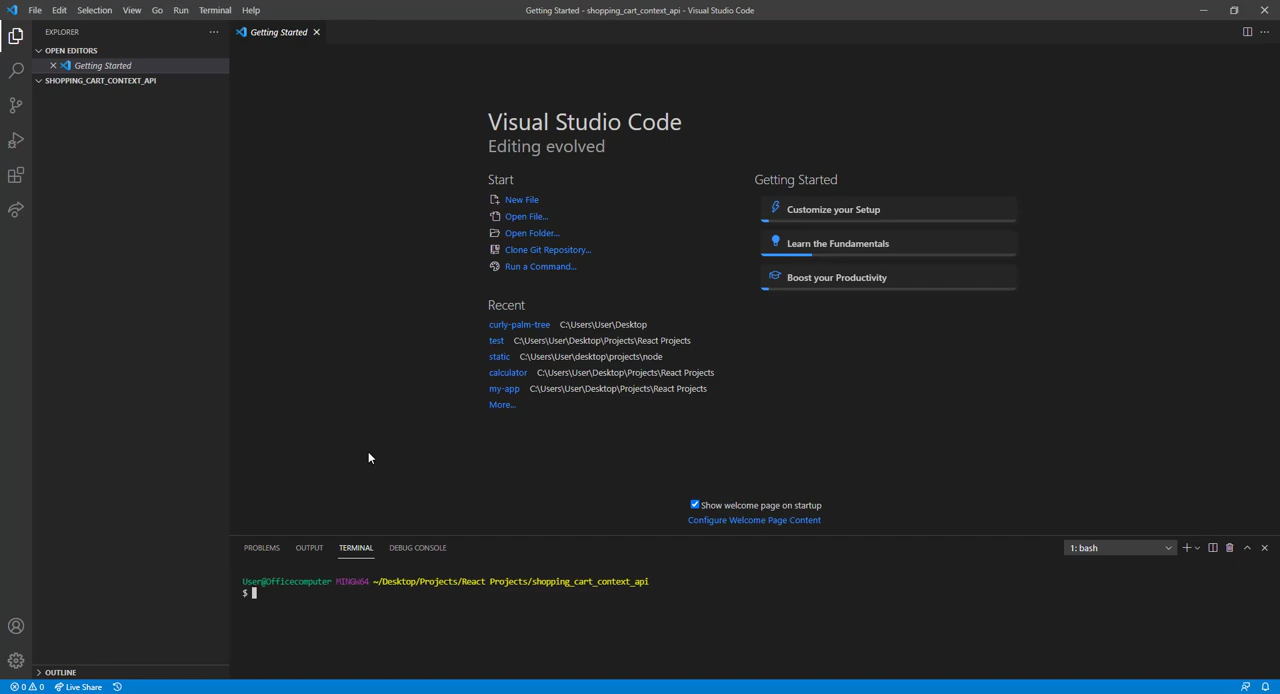 File Edit Selection View Go Run Terminal Help
Getting Started - shopping_cart_context_api - Visual Studio Code
EXPLORER
Getting Started
OPEN EDITORS
Getting Started
SHOPPING_CART_CONTEXT_API
Visual Studio Code
Editing evolved
Start
New File
Open File...
Open Folder...
Clone Git Repository...
Run a Command...
Getting Started
Customize your Setup
Learn the Fundamentals
Boost your Productivity
Recent
curly-palm-tree C:\Users\User\Desktop
test C:\Users\User\Desktop\Projects\React Projects
static C:\Users\User\desktop\projects\node
calculator C:\Users\User\Desktop\Projects\React Projects
my-app C:\Users\User\Desktop\Projects\React Projects
More...
Show welcome page on startup
Configure Welcome Page Content
PROBLEMS OUTPUT TERMINAL DEBUG CONSOLE
1: bash
User@Officecomputer MINGW64 ~/Desktop/Projects/React Projects/shopping_cart_context_api
$
OUTLINE
0 0 Live Share